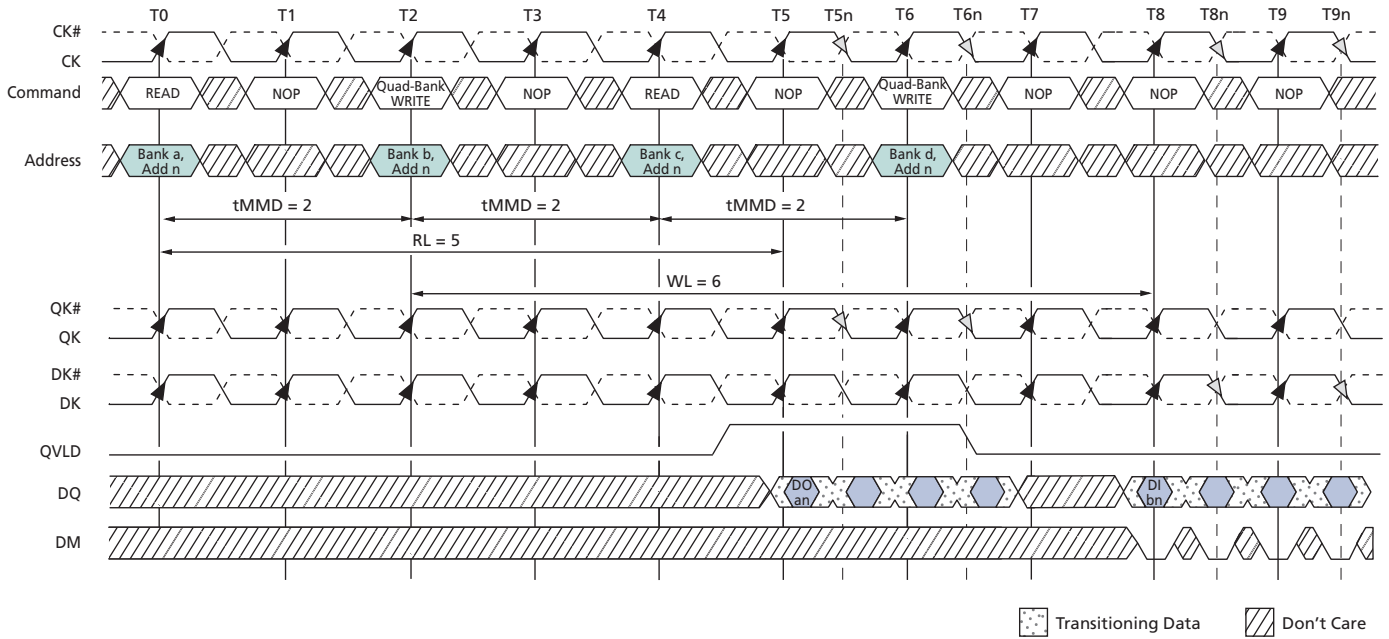 T0 T1 T2 T3 T4 T5 T5n T6 T6n T7 T8 T8n T9 T9n
CK#
CK
Command READ NOP Quad-Bank WRITE NOP READ NOP Quad-Bank WRITE NOP NOP NOP
Address Bank a, Add n Bank b, Add n Bank c, Add n Bank d, Add n
tMMD = 2 tMMD = 2 tMMD = 2
RL = 5
WL = 6
QK#
QK
DK#
DK
QVLD
DQ DO an DI bn
DM
Transitioning Data Don't Care